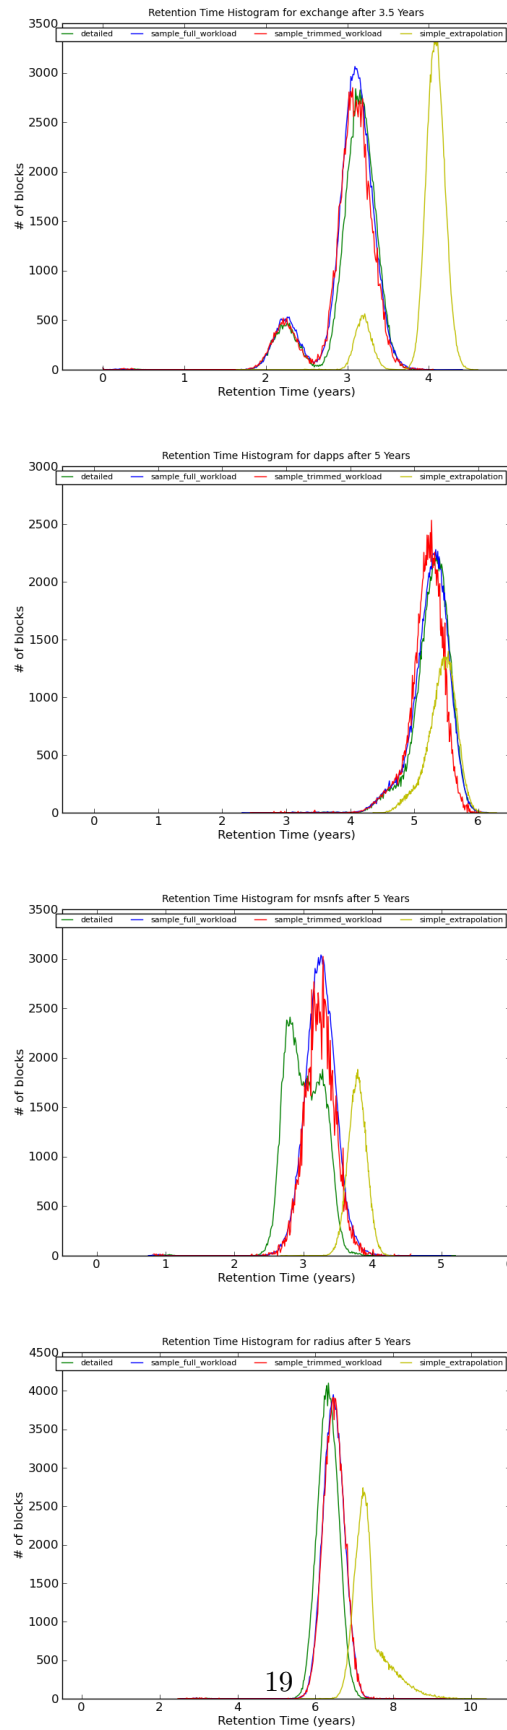 Retention Time Histogram for exchange after 3.5 Years
3500
detailed sample_full_workload sample_trimmed_workload simple_extrapolation
3000
2500
2000
1500
1000
500
0
# of blocks
0 1 2 3 4
Retention Time (years)
Retention Time Histogram for dapps after 5 Years
3000
detailed sample_full_workload sample_trimmed_workload simple_extrapolation
2500
2000
1500
1000
500
0
# of blocks
0 1 2 3 4 5 6
Retention Time (years)
Retention Time Histogram for msnfs after 5 Years
3500
detailed sample_full_workload sample_trimmed_workload simple_extrapolation
3000
2500
2000
1500
1000
500
0
# of blocks
0 1 2 3 4 5
Retention Time (years)
Retention Time Histogram for radius after 5 Years
4500
detailed sample_full_workload sample_trimmed_workload simple_extrapolation
4000
3500
3000
2500
2000
1500
1000
500
0
# of blocks
19
0 2 4 6 8 10
Retention Time (years)